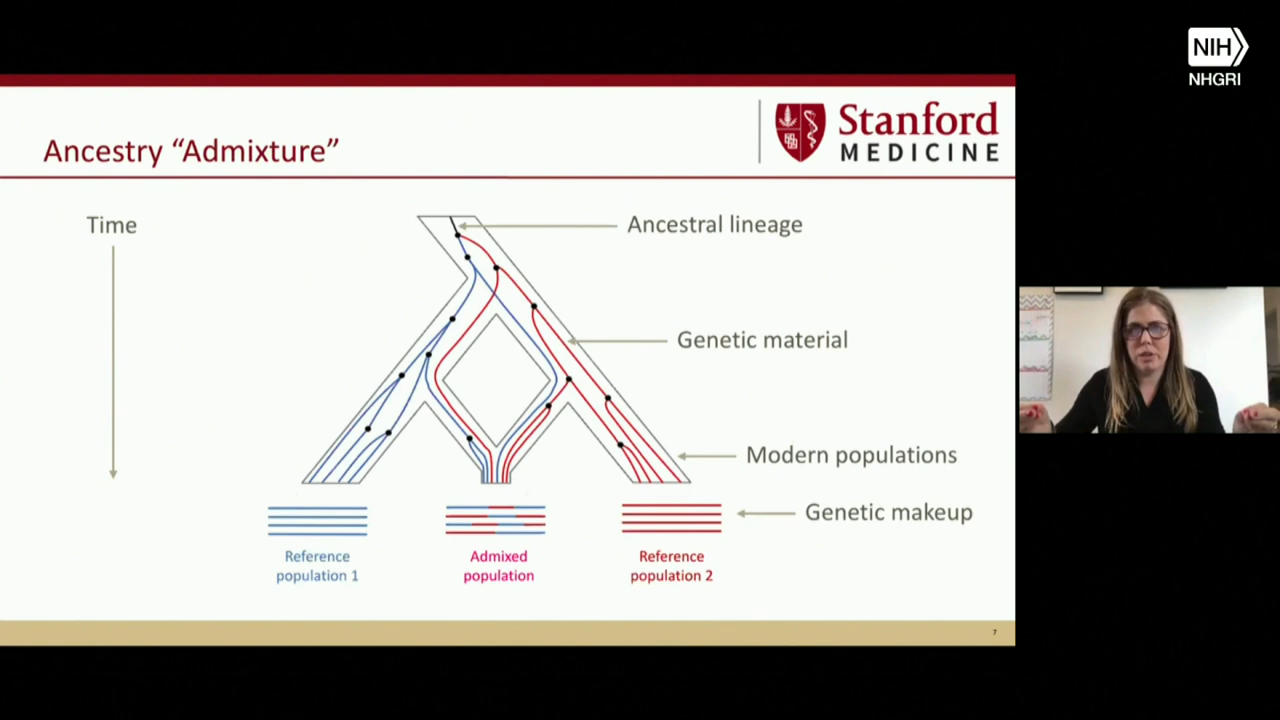 NIH
NHGRI
Ancestry “Admixture”
Stanford
MEDICINE
Time
Ancestral lineage
Genetic material
Modern populations
Genetic makeup
Reference
population 1
Admixed
population
Reference
population 2
7